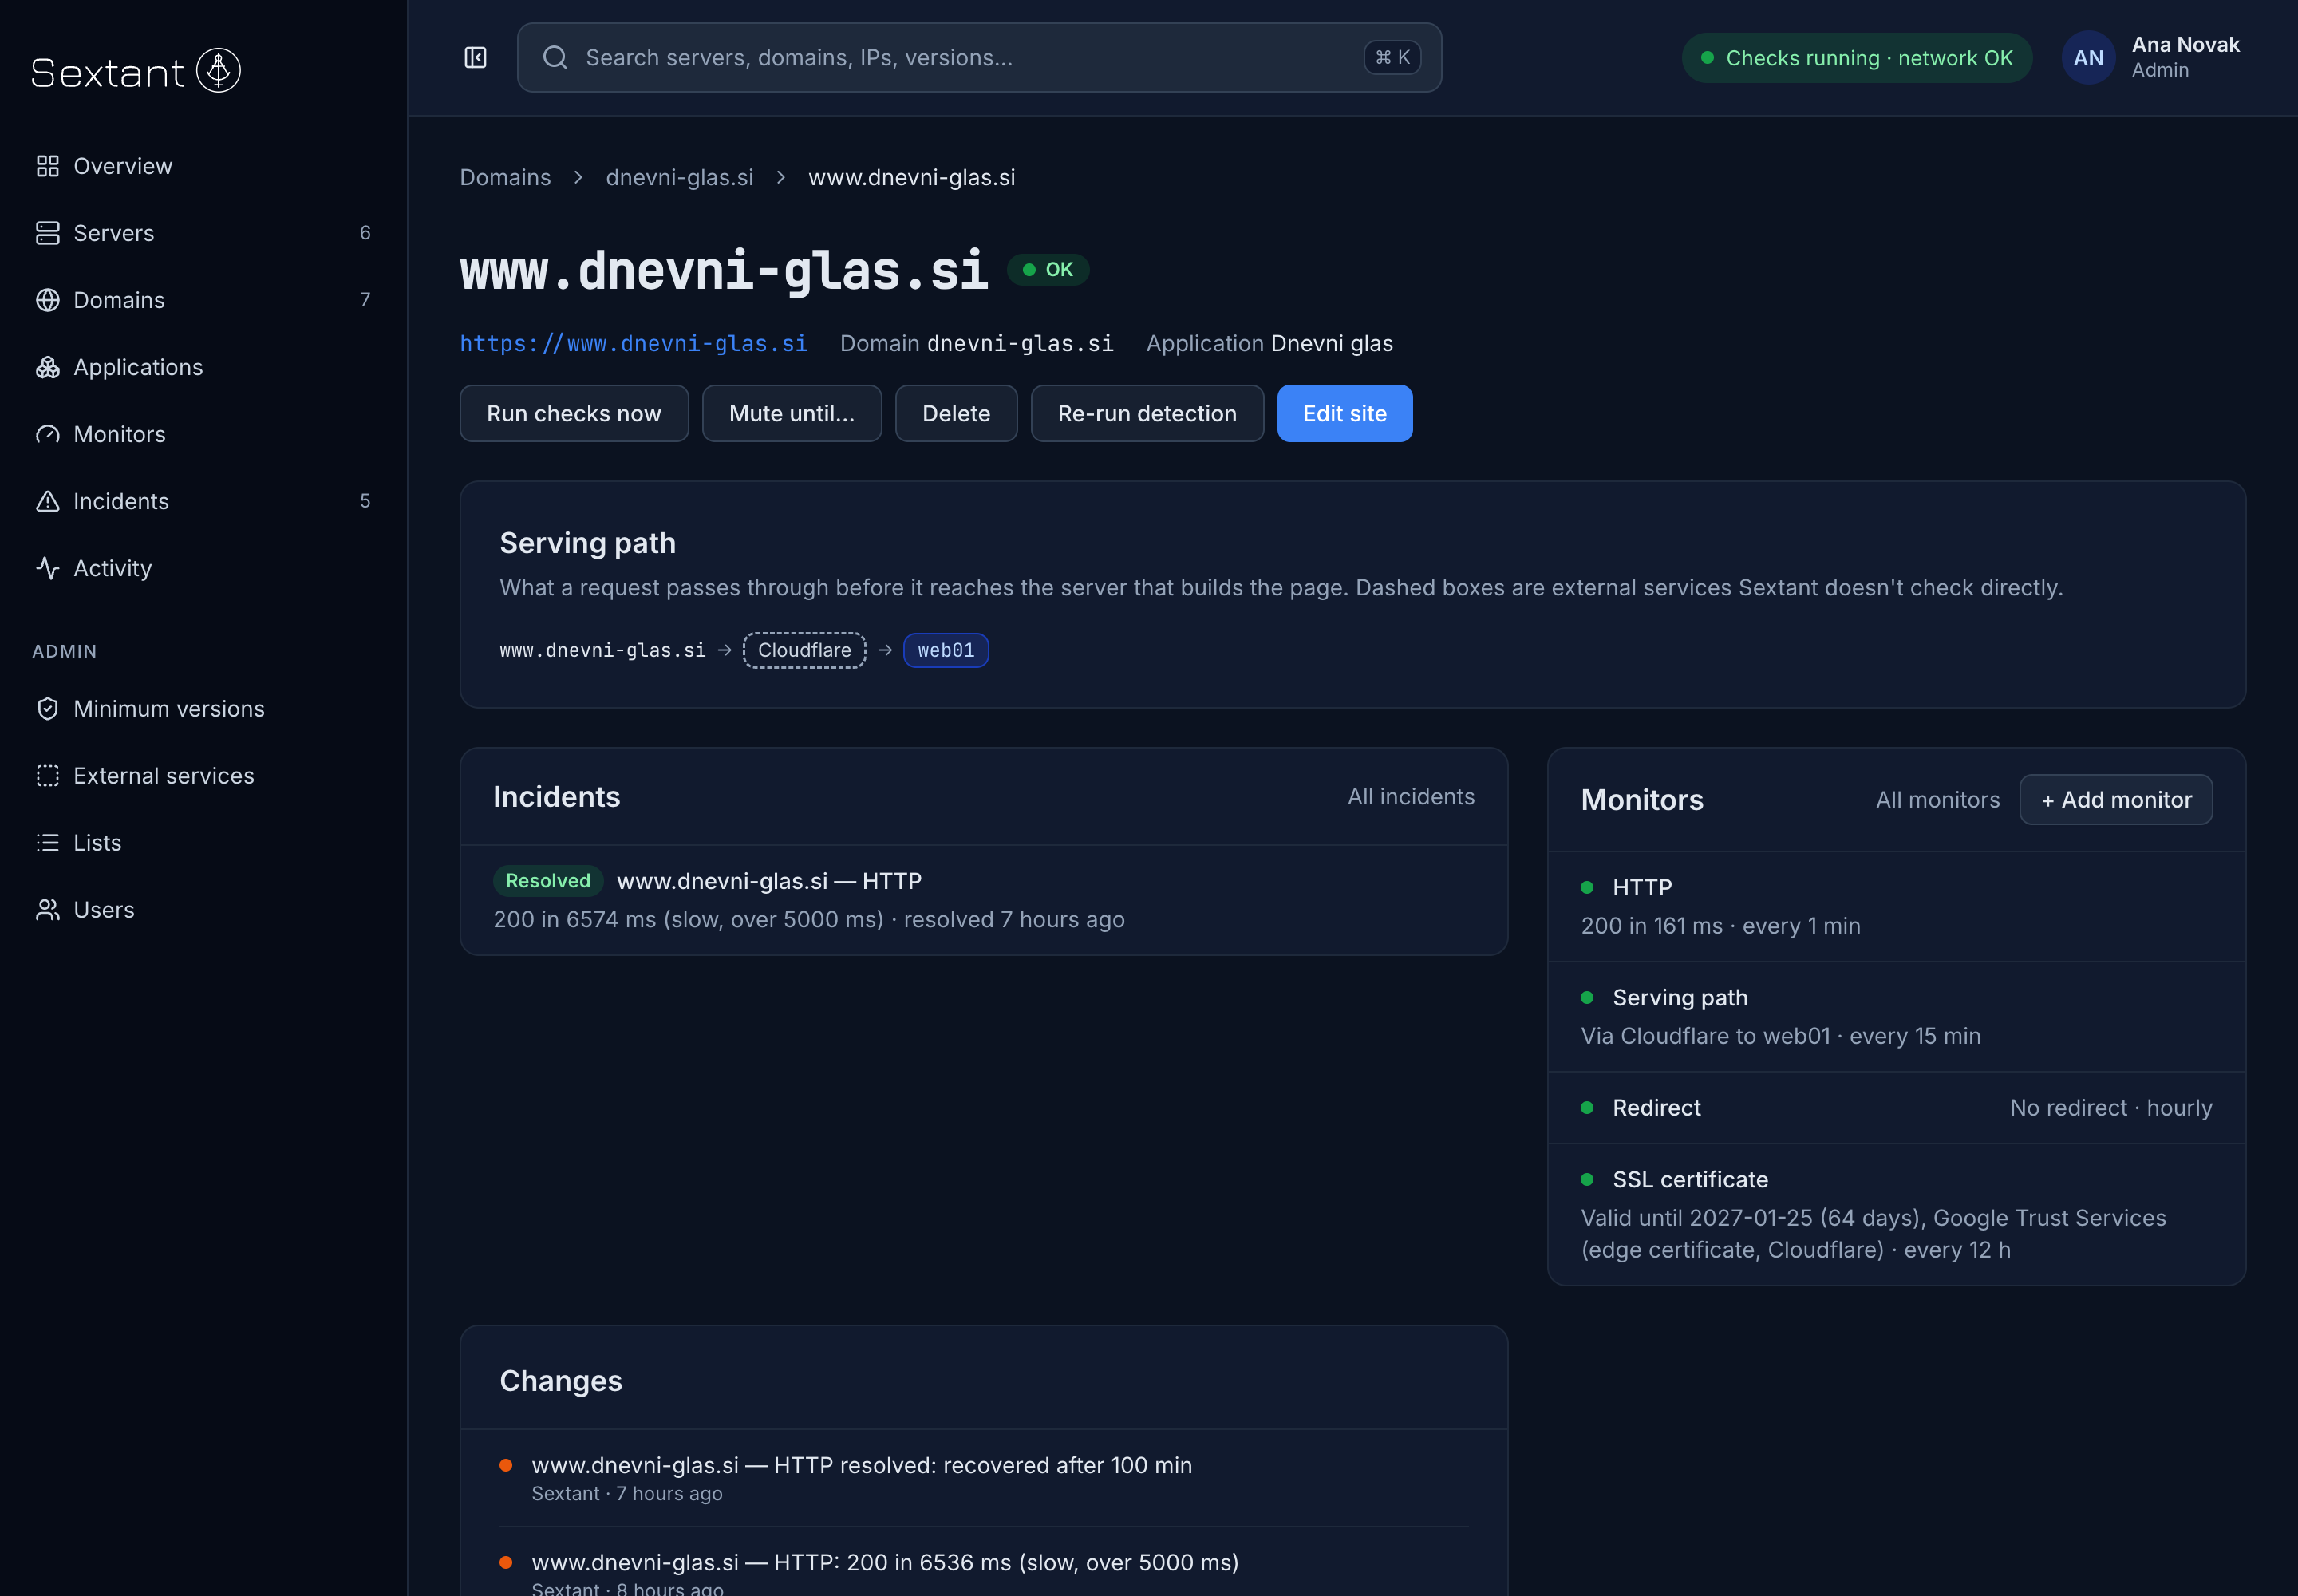 Sextant
Overview
Servers 6
Domains 7
Applications
Monitors
Incidents 5
Activity
ADMIN
Minimum versions
External services
Lists
Users
Search servers, domains, IPs, versions... ⌘ K
Checks running · network OK
AN
Ana Novak
Admin
Domains > dnevni-glas.si > www.dnevni-glas.si
www.dnevni-glas.si OK
https://www.dnevni-glas.si Domain dnevni-glas.si Application Dnevni glas
Run checks now Mute until... Delete Re-run detection Edit site
Serving path
What a request passes through before it reaches the server that builds the page. Dashed boxes are external services Sextant doesn't check directly.
www.dnevni-glas.si → Cloudflare → web01
Incidents All incidents
Resolved www.dnevni-glas.si — HTTP
200 in 6574 ms (slow, over 5000 ms) · resolved 7 hours ago
Monitors All monitors + Add monitor
HTTP
200 in 161 ms · every 1 min
Serving path
Via Cloudflare to web01 · every 15 min
Redirect No redirect · hourly
SSL certificate
Valid until 2027-01-25 (64 days), Google Trust Services
(edge certificate, Cloudflare) · every 12 h
Changes
www.dnevni-glas.si — HTTP resolved: recovered after 100 min
Sextant · 7 hours ago
www.dnevni-glas.si — HTTP: 200 in 6536 ms (slow, over 5000 ms)
Sextant · 8 hours ago